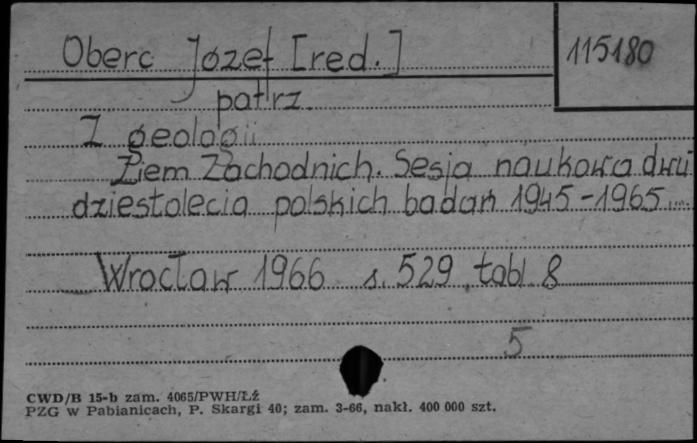 Oberc Józef [red.]
115180
patrz.
Z geologii
Ziem Zachodnich. Sesja naukowa dwu
dziestolecia polskich badań 1945-1965....
Wrocław 1966 s. 529, tabl. 8
5
CWD/B 15-b zam. 4065/PWH/Łź
PZG w Pabianicach, P. Skargi 40; zam. 3-66, nakł. 400 000 szt.